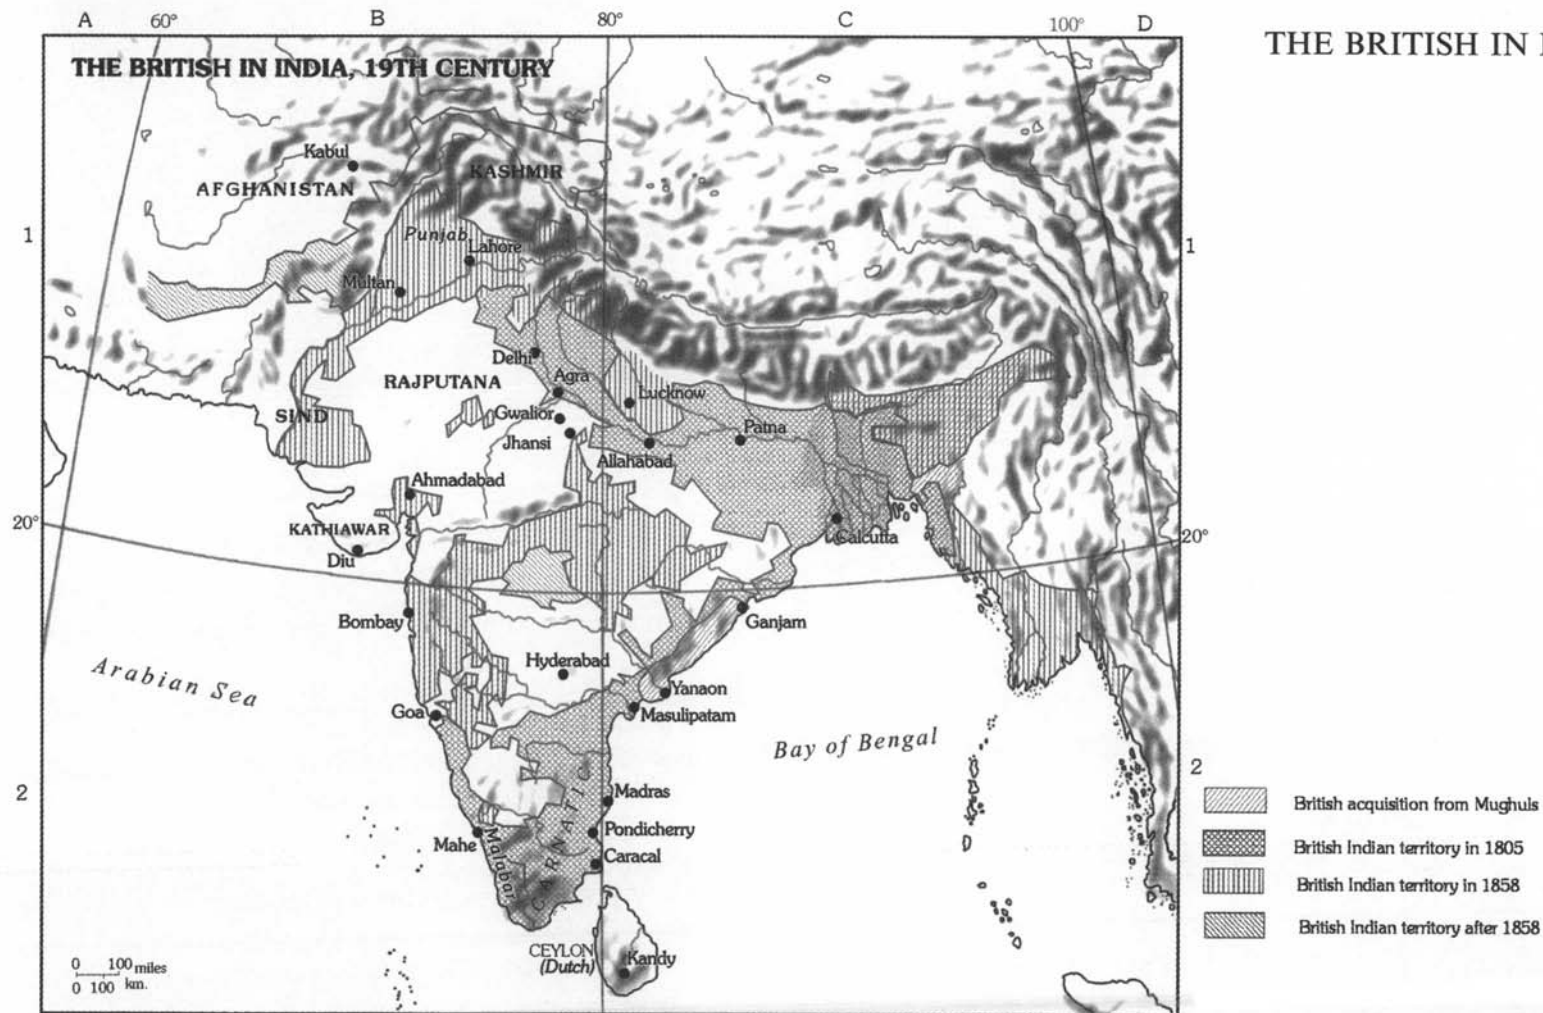 A 60° B 80° C 100° D
THE BRITISH IN
THE BRITISH IN INDIA, 19TH CENTURY
Kabul
KASHMIR
AFGHANISTAN
1
Punjab
1
Lahore
Multan
Delhi
RAJPUTANA
Agra
Lucknow
SIND
Gwalior
Patna
Jhansi
Allahabad
Ahmadabad
20°
KATHIAWAR
Calcutta
20°
Diu
Bombay
Ganjam
Arabian Sea
Hyderabad
Yanaon
Goa
Masulipatam
Bay of Bengal
2
2
Madras
CARNATIC
Mahe
Malabar
Pondicherry
Caracal
CEYLON
(Dutch)
Kandy
0 100 miles
0 100 km.
British acquisition from Mughuls
British Indian territory in 1805
British Indian territory in 1858
British Indian territory after 1858